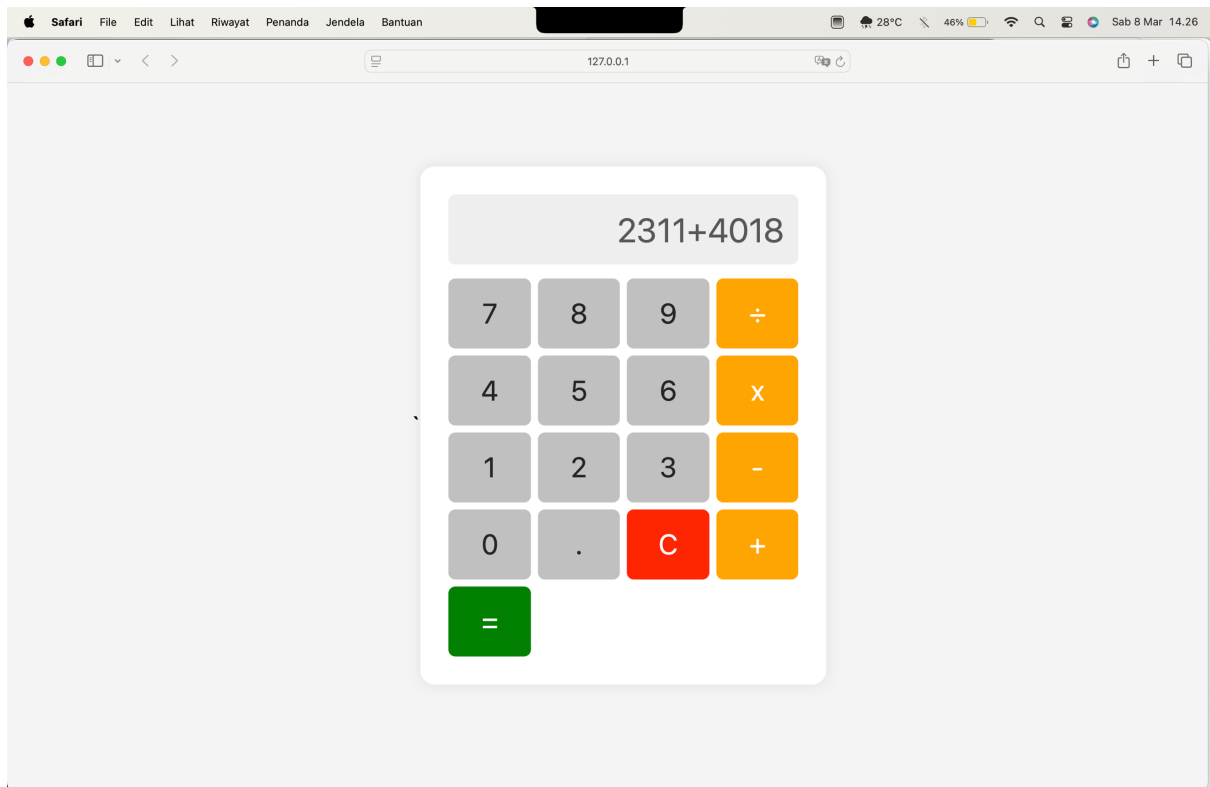 Safari File Edit Lihat Riwayat Penanda Jendela Bantuan 28°C 46% Sab 8 Mar 14.26
127.0.0.1
2311+4018
7 8 9 ÷
4 5 6 x
`
1 2 3 -
0 . C +
=